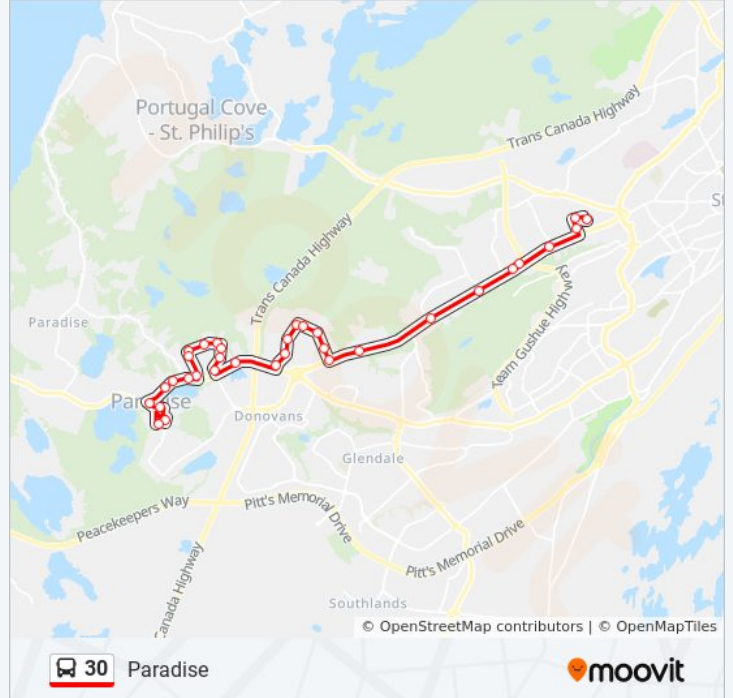 Portugal Cove
- St. Philip's
Trans Canada Highway
St
Trans Canada Highway
Paradise
Team Gushue Highway
Paradise
Donovans
Glendale
Peacekeepers Way
Pitt's Memorial Drive
Pitt's Memorial Drive
Canada Highway
Southlands
© OpenStreetMap contributors | © OpenMapTiles
30 Paradise
moovit